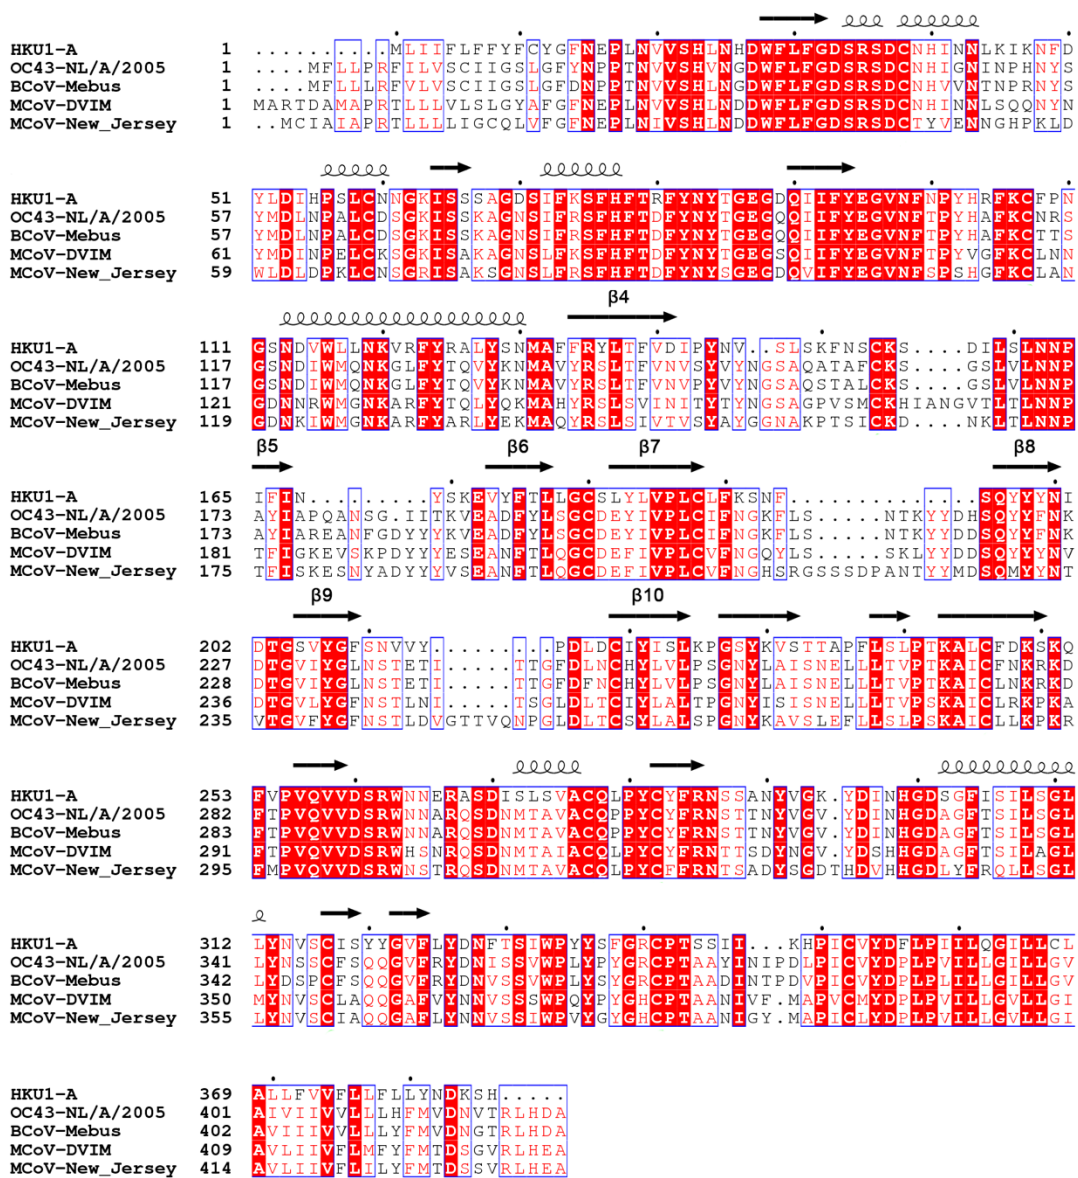 HKU1-A 1 ..........MLIIFLFFYFCYGFNEPLNVVSHLNHDWFLFGDSRSDCNHINNLKIKNFD
OC43-NL/A/2005 1 ....MFLLPRFILVSCIIGSLGFYNPPTNVVSHVNGDWFLFGDSRSDCNHIGNINPHNYS
BCoV-Mebus 1 ....MFLLLRFVLVSCIIGSLGFDNPPTNVVSHLNGDWFLFGDSRSDCNHVVNTNPRNYS
MCoV-DVIM 1 MARTDAMAPRTLLLVLSLGYAFGFNEPLNVVSHLNDDWFLFGDSRSDCNHINNLSQQNYN
MCoV-New_Jersey 1 ..MCIAIAPRTLLLLIGCQLVFGFNEPLNIVSHLNDDWFLFGDSRSDCTYVENNGHPKLD
HKU1-A 51 YLDIHPSLCNNGKISSSAGDSIFKSFHFTRFYNYTGEGDQIIFYEGVNFNPYHRFKCFPN
OC43-NL/A/2005 57 YMDLNPALCDSGKISSKAGNSIFRSFHFTDFYNYTGEGQQIIFYEGVNFTPYHAFKCNRS
BCoV-Mebus 57 YMDLNPALCDSGKISSKAGNSIFRSFHFTDFYNYTGEGQQIIFYEGVNFTPYHAFKCTTS
MCoV-DVIM 61 YMDINPELCKSGKISAKAGNSLFKSFHFTDFYNYTGEGSQIIFYEGVNFTPYVGFKCLNN
MCoV-New_Jersey 59 WLDLDPKLCNSGRISAKSGNSLFRSFHFTDFYNYSGEGDQVIFYEGVNFSPSHGFKCLAN
β4
HKU1-A 111 GSNDVWLLNKVRFYRALYSNMAFFRYLTFVDIPYNV..SLSKFNSCKS....DILSLNNP
OC43-NL/A/2005 117 GSNDIWMQNKGLFYTQVYKNMAVYRSLTFVNVPYVYNGSAQATAFCKS....GSLVLNNP
BCoV-Mebus 117 GSNDIWMQNKGLFYTQVYKNMAVYRSLTFVNVPYVYNGSAQSTALCKS....GSLVLNNP
MCoV-DVIM 121 GDNNRWMGNKARFYTQLYQKMAHYRSLSVINITYTYNGSAGPVSMCKHIANGVTLTLNNP
MCoV-New_Jersey 119 GDNKIWMGNKARFYARLYEKMAQYRSLSIVTVSYAYGGNAKPTSICKD....NKLTLNNP
β5 β6 β7 β8
HKU1-A 165 IFIN.........YSKEVYFTLLGCSLYLVPLCLFKSNF..............SQYYYNI
OC43-NL/A/2005 173 AYIAPQANSG.IITKVEADFYLSGCDEYIVPLCIFNGKFLS.....NTKYYDHSQYYFNK
BCoV-Mebus 173 AYIAREANFGDYYYKVEADFYLSGCDEYIVPLCIFNGKFLS.....NTKYYDDSQYYFNK
MCoV-DVIM 181 TFIGKEVSKPDYYYESEANFTLQGCDEFIVPLCVFNGQYLS.....SKLYYDDSQYYYNV
MCoV-New_Jersey 175 TFISKESNYADYYYVSEANFTLQGCDEFIVPLCVFNGHSRGSSSDPANTYYMDSQMYYNT
β9 β10
HKU1-A 202 DTGSVYGFSNVVY.........PDLDCIYISLKPGSYKVSTTAPFLSLPTKALCFDKSKQ
OC43-NL/A/2005 227 DTGVIYGLNSTETI.....TTGFDLNCHYLVLPSGNYLAISNELLLTVPTKAICFNKRKD
BCoV-Mebus 228 DTGVIYGLNSTETI.....TTGFDFNCHYLVLPSGNYLAISNELLLTVPTKAICLNKRKD
MCoV-DVIM 236 DTGVLYGFNSTLNI.....TSGLDLTCIYLALTPGNYISISNELLLTVPSKAICLRKPKA
MCoV-New_Jersey 235 VTGVFYGFNSTLDVGTTVQNPGLDLTCSYLALSPGNYKAVSLEFLLSLPSKAICLLKPKR
HKU1-A 253 FVPVQVVDSRWNNERASDISLSVACQLPYCYFRNSSANYVGK.YDINHGDSGFISILSGL
OC43-NL/A/2005 282 FTPVQVVDSRWNNARQSDNMTAVACQPPYCYFRNSTTNYVGV.YDINHGDAGFTSILSGL
BCoV-Mebus 283 FTPVQVVDSRWNNARQSDNMTAVACQPPYCYFRNSTTNYVGV.YDINHGDAGFTSILSGL
MCoV-DVIM 291 FTPVQVVDSRWHSNRQSDNMTAIACQLPYCYFRNTTSDYNGV.YDSHHGDAGFTSILAGL
MCoV-New_Jersey 295 FMPVQVVDSRWNSTRQSDNMTAVACQLPYCFFRNTSADYSGDTHDVHHGDLYFRQLLSGL
HKU1-A 312 LYNVSCISYYGVFLYDNFTSIWPYYSFGRCPTSSII...KHPICVYDFLPIILQGILLCL
OC43-NL/A/2005 341 LYNSSCFSQQGVFRYDNISSVWPLYPYGRCPTAAYINIPDLPICVYDPLPVILLGILLGV
BCoV-Mebus 342 LYDSPCFSQQGVFRYDNVSSVWPLYSYGRCPTAADINTPDVPICVYDPLPLILLGILLGV
MCoV-DVIM 350 MYNVSCLAQQGAFVYNNVSSSWPQYPYGHCPTAANIVF.MAPVCMYDPLPVILLGVLLGI
MCoV-New_Jersey 355 LYNVSCIAQQGAFLYNNVSSIWPVYGYGHCPTAANIGY.MAPICLYDPLPVILLGVLLGI
HKU1-A 369 ALLFVVFLLFLLYNDKSH.....
OC43-NL/A/2005 401 AIVIIVVLLLHFMVDNVTRLHDA
BCoV-Mebus 402 AVIIIVVLLLYFMVDNGTRLHDA
MCoV-DVIM 409 AVLIIVFLMFYFMTDSGVRLHEA
MCoV-New_Jersey 414 AVLIIVFLILYFMTDSSVRLHEA